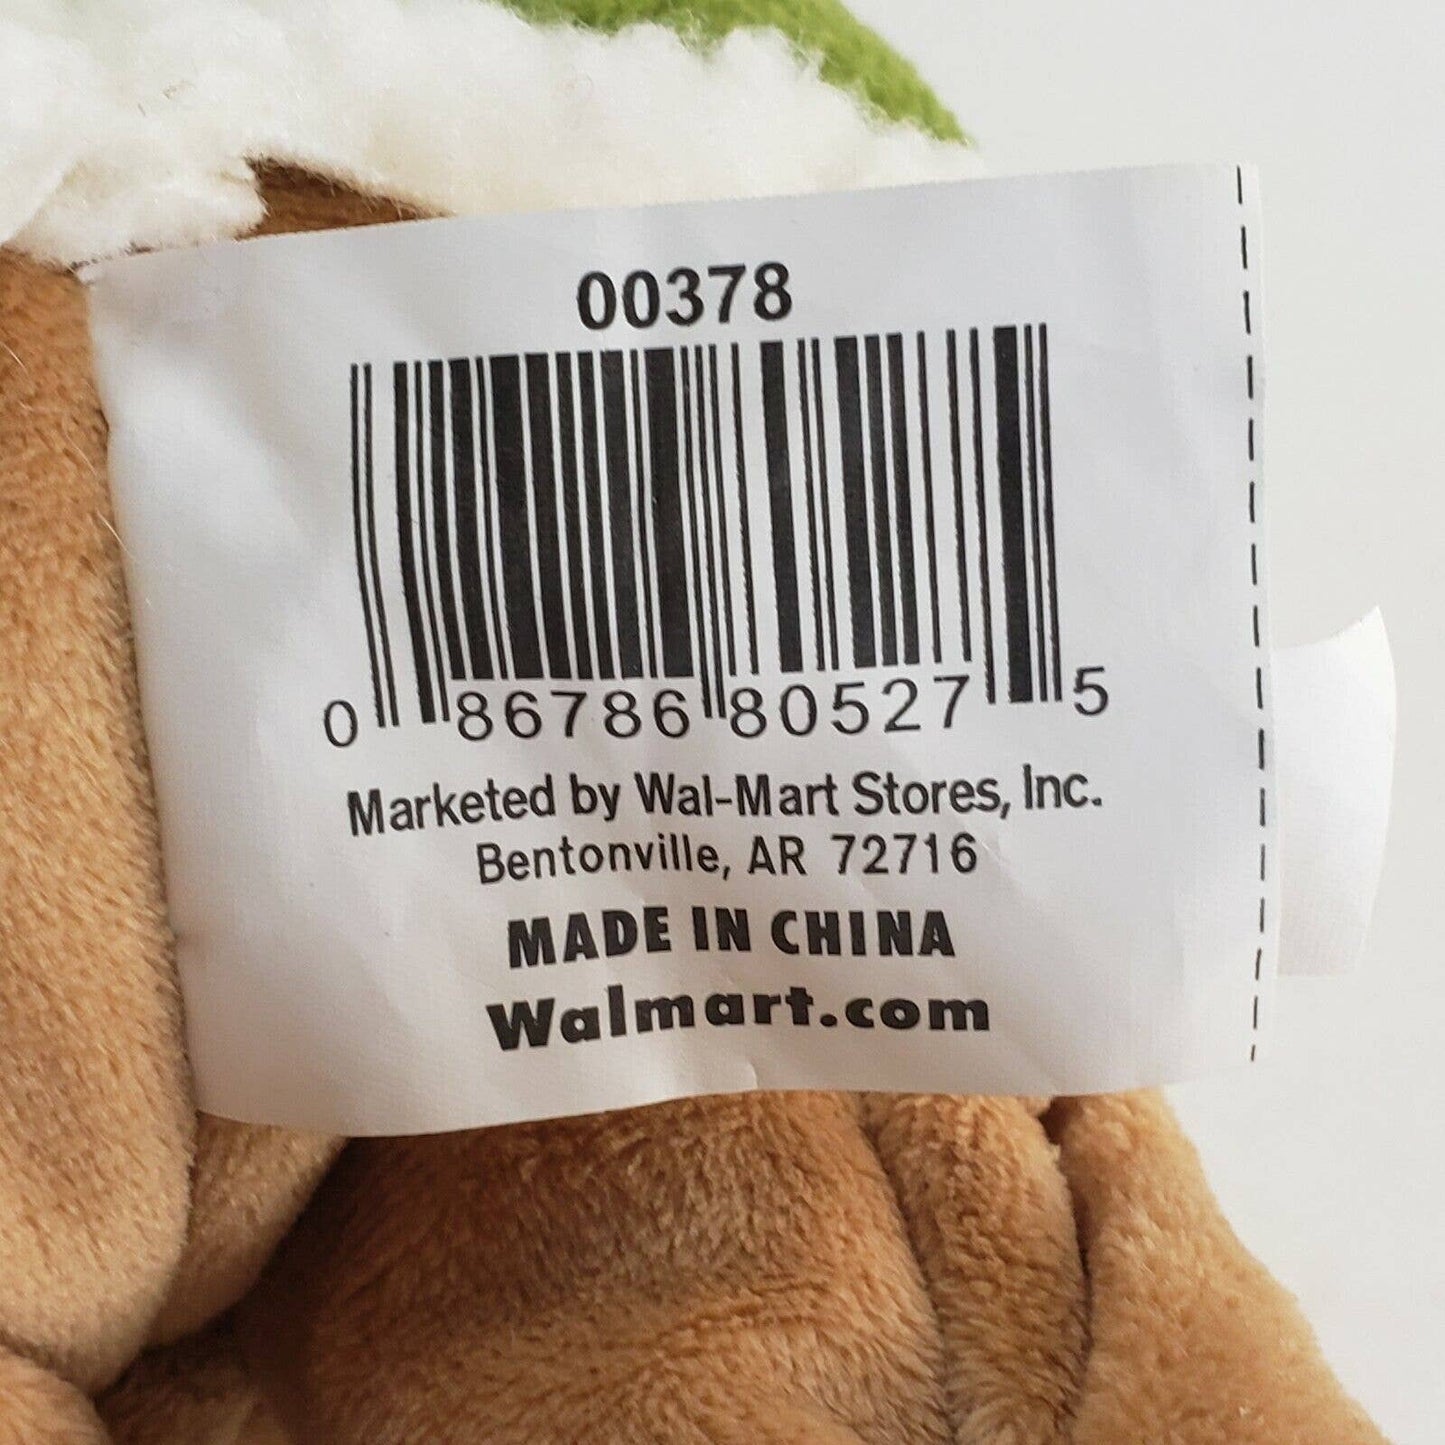 00378
0 86786 80527 5
Marketed by Wal-Mart Stores, Inc.
Bentonville, AR 72716
MADE IN CHINA
Walmart.com